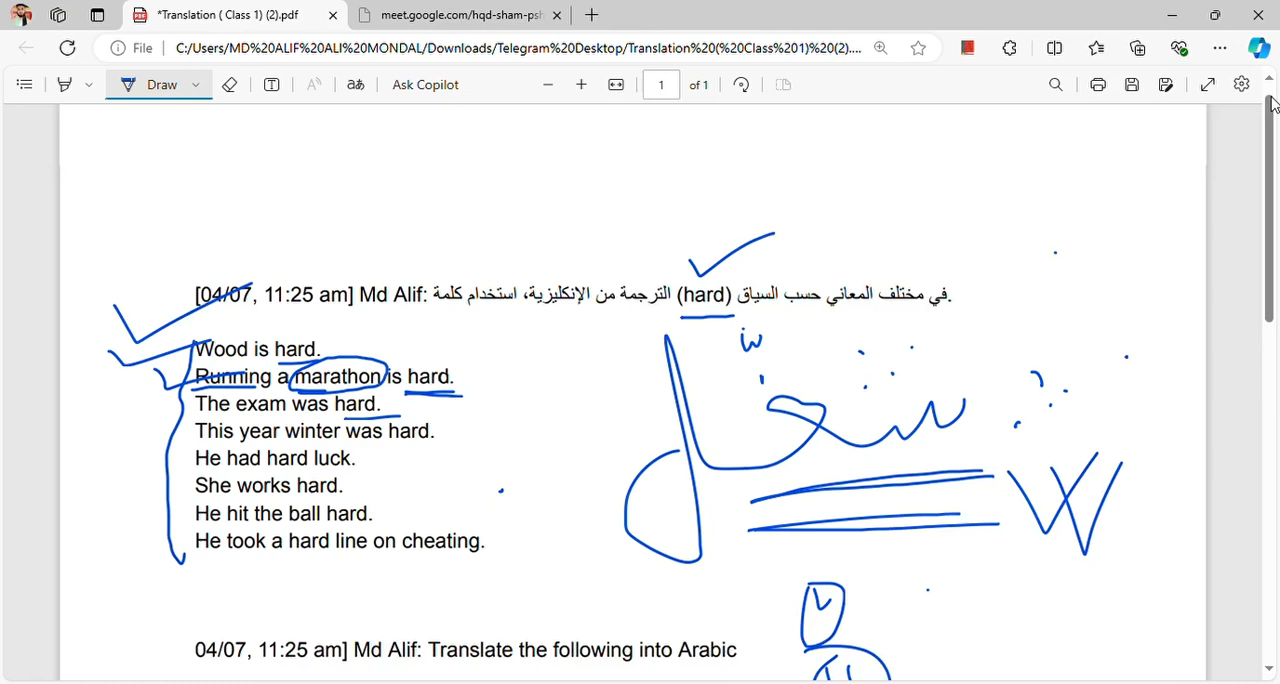 *Translation ( Class 1) (2).pdf
meet.google.com/hqd-sham-psh
File
C:/Users/MD%20ALIF%20ALI%20MONDAL/Downloads/Telegram%20Desktop/Translation%20(%20Class%201)%20(2)....
Draw
aあ
Ask Copilot
1
of 1
[04/07, 11:25 am] Md Alif: الترجمة من الإنكليزية، استخدام كلمة (hard) في مختلف المعاني حسب السياق.
Wood is hard.
Running a marathon is hard.
The exam was hard.
This year winter was hard.
He had hard luck.
She works hard.
He hit the ball hard.
He took a hard line on cheating.
04/07, 11:25 am] Md Alif: Translate the following into Arabic